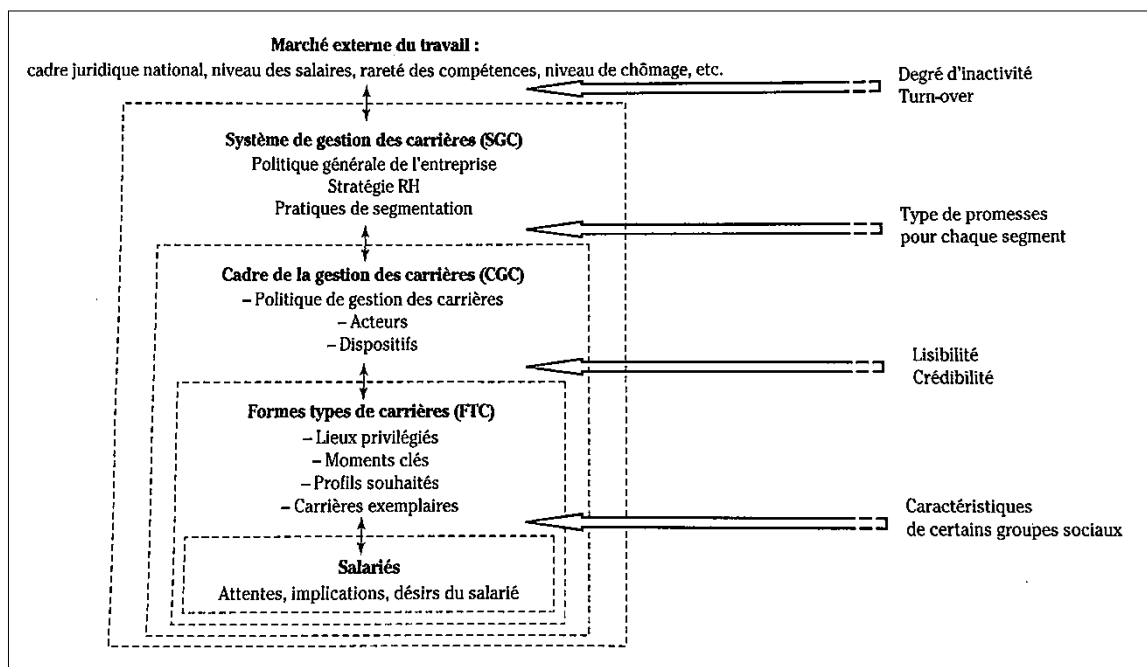 Marché externe du travail :
cadre juridique national, niveau des salaires, rareté des compétences, niveau de chômage, etc.
Degré d'inactivité
Turn-over
Système de gestion des carrières (SGC)
Politique générale de l'entreprise
Stratégie RH
Pratiques de segmentation
Type de promesses
pour chaque segment
Cadre de la gestion des carrières (CGC)
– Politique de gestion des carrières
– Acteurs
– Dispositifs
Lisibilité
Crédibilité
Formes types de carrières (FTC)
– Lieux privilégiés
– Moments clés
– Profils souhaités
– Carrières exemplaires
Caractéristiques
de certains groupes sociaux
Salariés
Attentes, implications, désirs du salarié